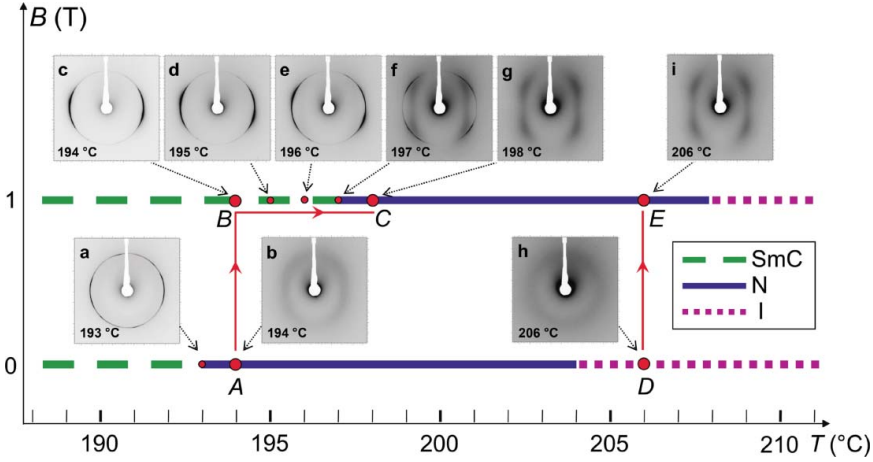 B (T)
c d e f g i
194 °C 195 °C 196 °C 197 °C 198 °C 206 °C
1
B C E
a b h
SmC
N
I
193 °C 194 °C 206 °C
0
A D
190 195 200 205 210 T (°C)